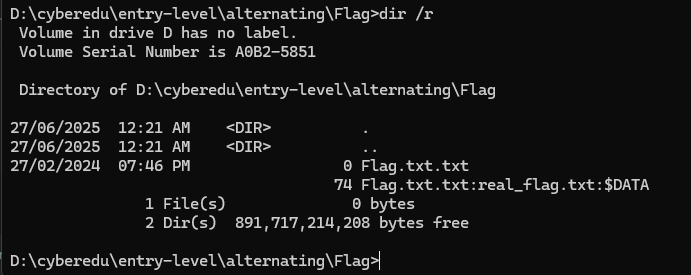 D:\cyberedu\entry-level\alternating\Flag>dir /r
 Volume in drive D has no label.
 Volume Serial Number is A0B2-5851

 Directory of D:\cyberedu\entry-level\alternating\Flag

27/06/2025  12:21 AM    <DIR>          .
27/06/2025  12:21 AM    <DIR>          ..
27/02/2024  07:46 PM                 0 Flag.txt.txt
                                    74 Flag.txt.txt:real_flag.txt:$DATA
               1 File(s)              0 bytes
               2 Dir(s)  891,717,214,208 bytes free

D:\cyberedu\entry-level\alternating\Flag>